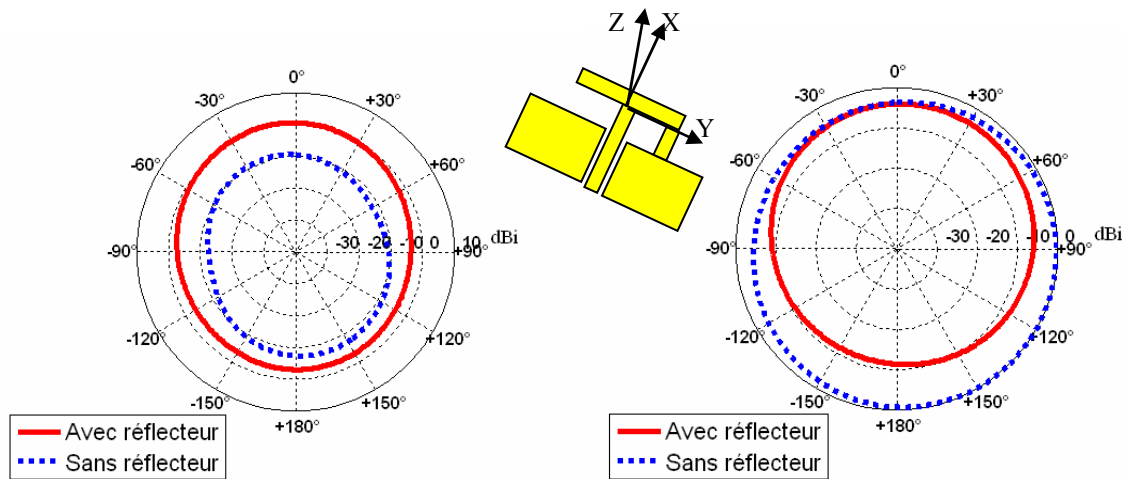 Z
X
Y
0°
+30°
+60°
+90°
+120°
+150°
+180°
-150°
-120°
-90°
-60°
-30°
-30 -20 -10 0 10
dBi
Avec réflecteur
Sans réflecteur
0°
+30°
+60°
+90°
+120°
+150°
+180°
-150°
-120°
-90°
-60°
-30°
-30 -20 -10 0
dBi
Avec réflecteur
Sans réflecteur